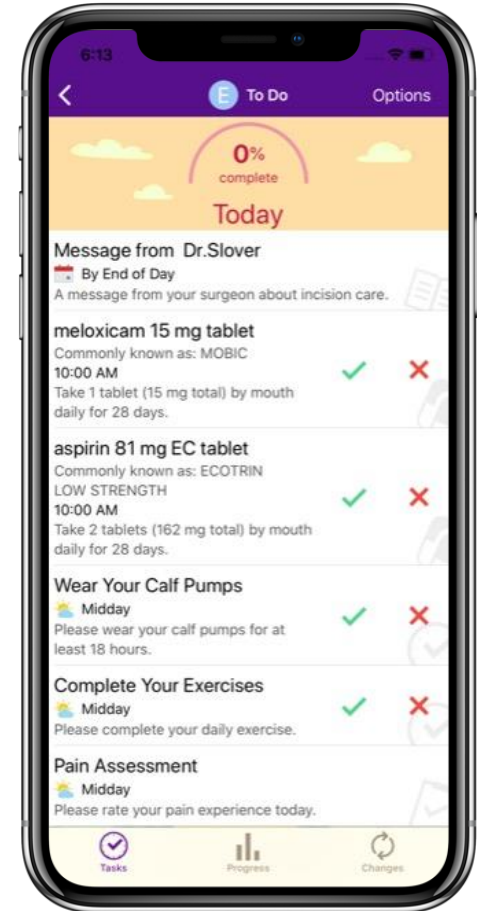 6:13
E To Do Options
0%
complete
Today
Message from Dr.Slover
By End of Day
A message from your surgeon about incision care.
meloxicam 15 mg tablet
Commonly known as: MOBIC
10:00 AM
Take 1 tablet (15 mg total) by mouth
daily for 28 days.
aspirin 81 mg EC tablet
Commonly known as: ECOTRIN
LOW STRENGTH
10:00 AM
Take 2 tablets (162 mg total) by mouth
daily for 28 days.
Wear Your Calf Pumps
Midday
Please wear your calf pumps for at
least 18 hours.
Complete Your Exercises
Midday
Please complete your daily exercise.
Pain Assessment
Midday
Please rate your pain experience today.
Tasks Progress Changes